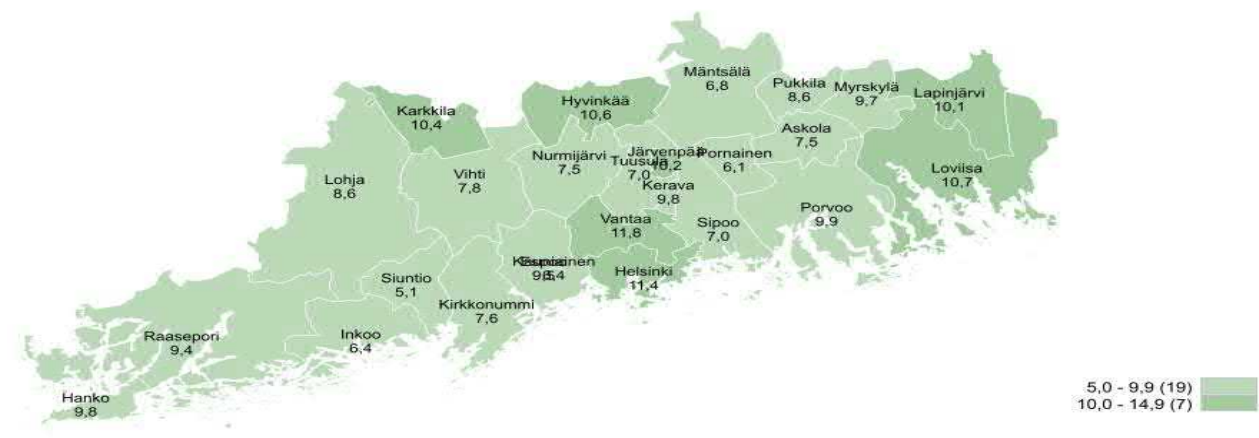 Mäntsälä
6,8
Pukkila
8,6
Myrskylä
9,7
Lapinjärvi
10,1
Karkkila
10,4
Hyvinkää
10,6
Askola
7,5
Nurmijärvi
7,5
Järvenpää
10,2
Tuusula
7,0
Pornainen
6,1
Loviisa
10,7
Lohja
8,6
Vihti
7,8
Kerava
9,8
Porvoo
9,9
Vantaa
11,8
Sipoo
7,0
Siuntio
5,1
Helsinki
11,4
Kirkkonummi
7,6
Raasepori
9,4
Inkoo
6,4
Hanko
9,8
5,0 - 9,9 (19)
10,0 - 14,9 (7)